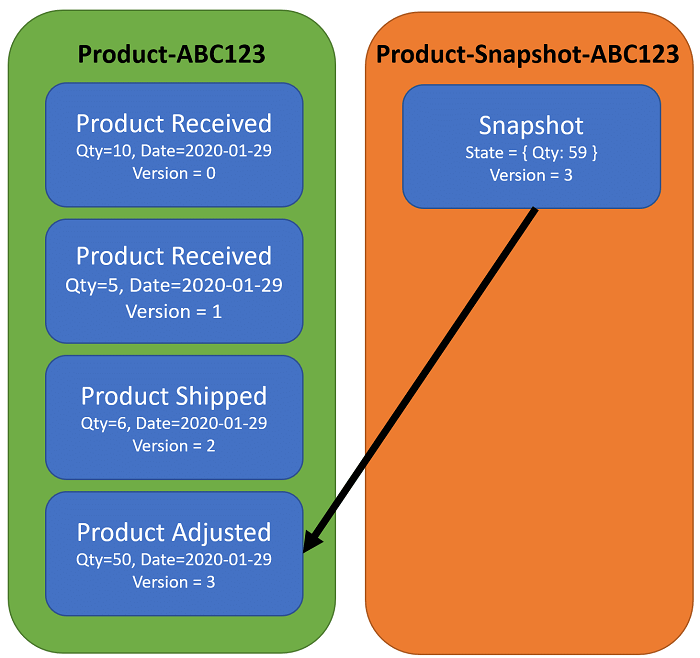 Product-ABC123
Product Received
Qty=10, Date=2020-01-29
Version = 0
Product Received
Qty=5, Date=2020-01-29
Version = 1
Product Shipped
Qty=6, Date=2020-01-29
Version = 2
Product Adjusted
Qty=50, Date=2020-01-29
Version = 3
Product-Snapshot-ABC123
Snapshot
State = { Qty: 59 }
Version = 3